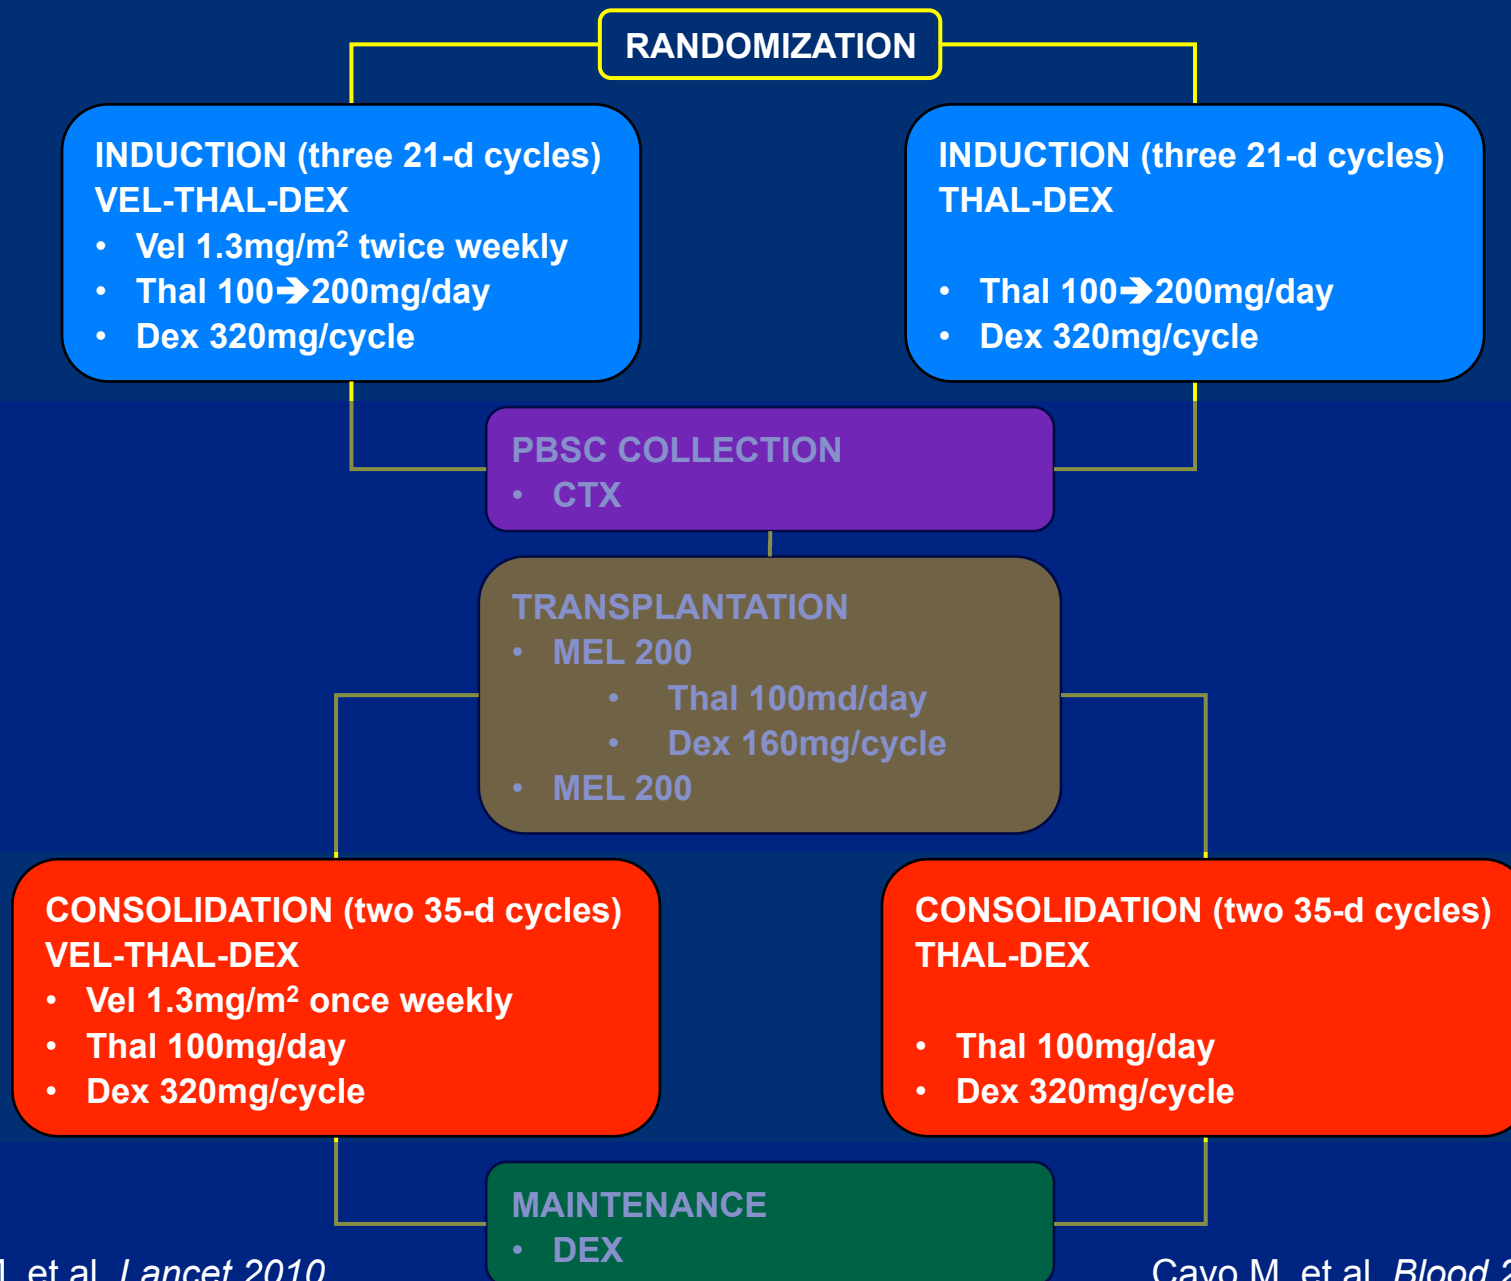 RANDOMIZATION
INDUCTION (three 21-d cycles)
VEL-THAL-DEX
• Vel 1.3mg/m² twice weekly
• Thal 100➔200mg/day
• Dex 320mg/cycle
INDUCTION (three 21-d cycles)
THAL-DEX
• Thal 100➔200mg/day
• Dex 320mg/cycle
PBSC COLLECTION
• CTX
TRANSPLANTATION
• MEL 200
• Thal 100md/day
• Dex 160mg/cycle
• MEL 200
CONSOLIDATION (two 35-d cycles)
VEL-THAL-DEX
• Vel 1.3mg/m² once weekly
• Thal 100mg/day
• Dex 320mg/cycle
CONSOLIDATION (two 35-d cycles)
THAL-DEX
• Thal 100mg/day
• Dex 320mg/cycle
MAINTENANCE
• DEX
et al. Lancet 2010
Cavo M. et al. Blood